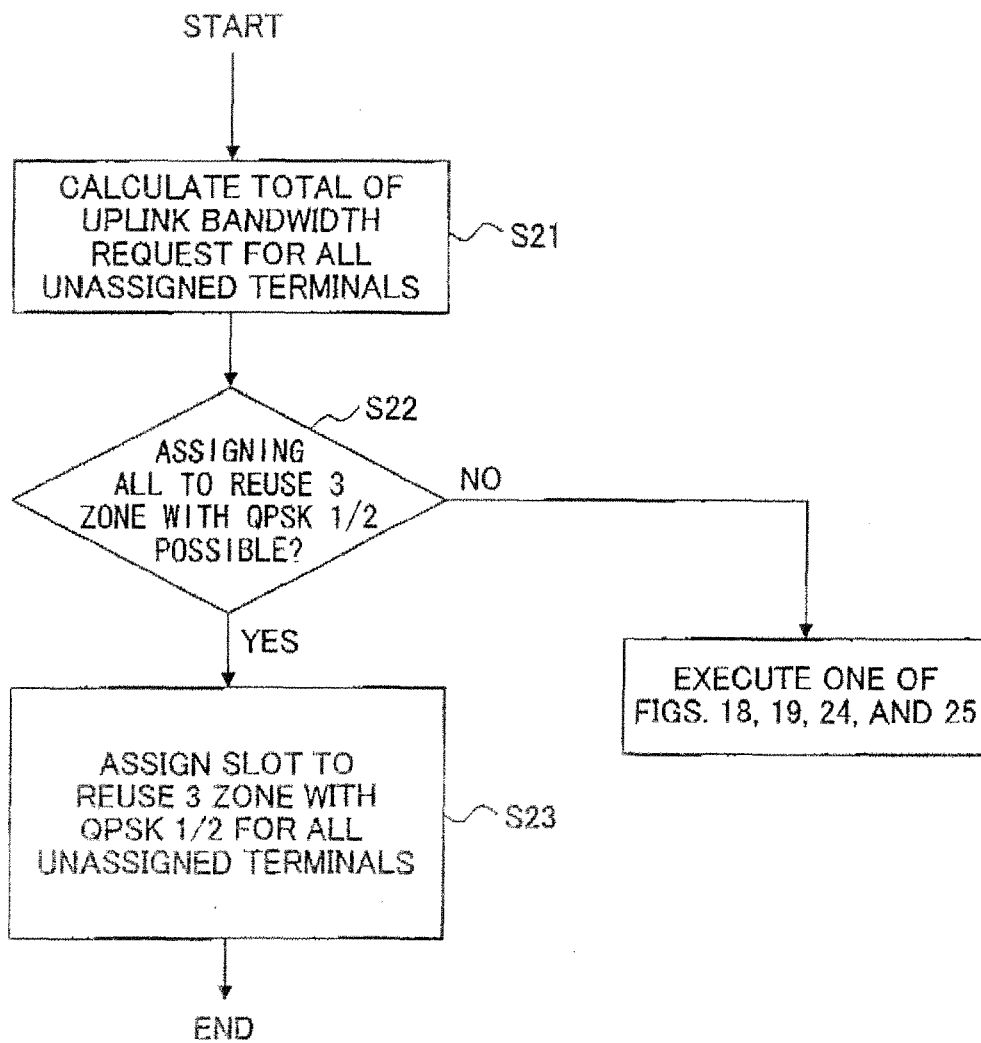 START
CALCULATE TOTAL OF
UPLINK BANDWIDTH
REQUEST FOR ALL
UNASSIGNED TERMINALS
S21
S22
ASSIGNING
ALL TO REUSE 3
ZONE WITH QPSK 1/2
POSSIBLE?
NO
YES
EXECUTE ONE OF
FIGS. 18, 19, 24, AND 25
ASSIGN SLOT TO
REUSE 3 ZONE WITH
QPSK 1/2 FOR ALL
UNASSIGNED TERMINALS
S23
END